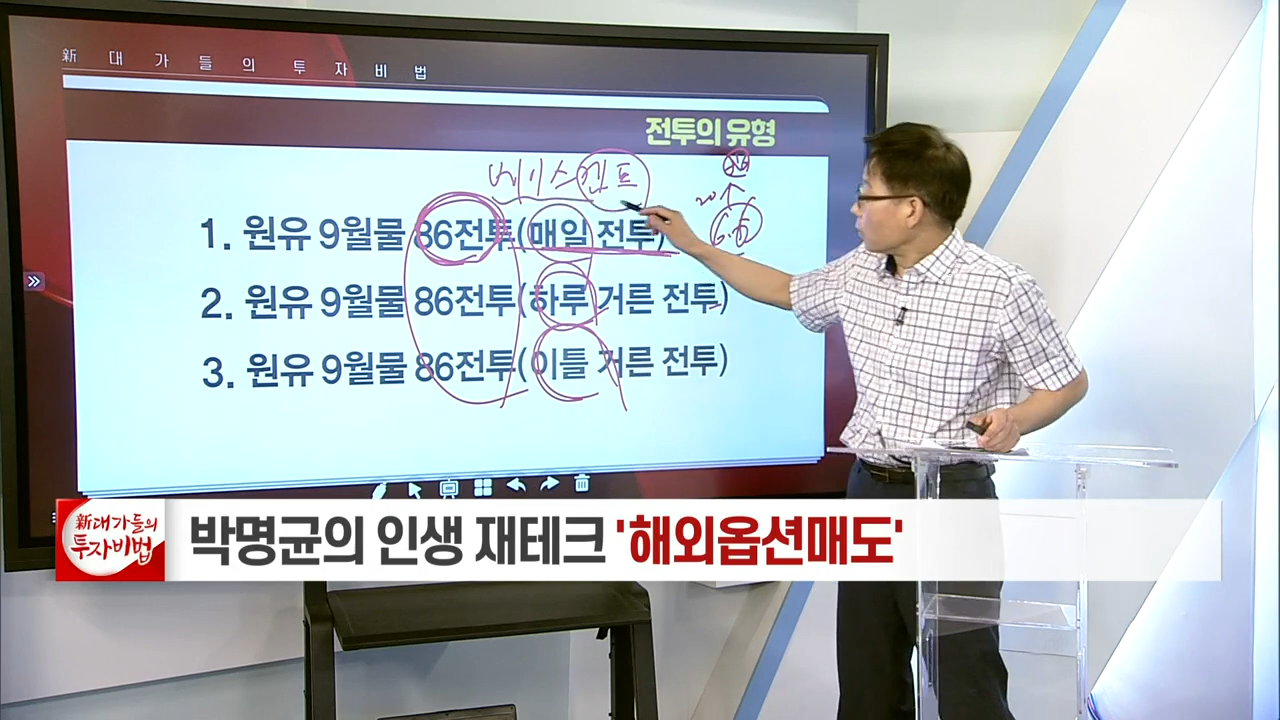 新 대 가 들 의 투 자 비 법
전투의 유형
베이스캠프
1. 원유 9월물 86전투(매일 전투)
2. 원유 9월물 86전투(하루 거른 전투)
3. 원유 9월물 86전투(이틀 거른 전투)
新대가들의
투자비법
박명균의 인생 재테크 '해외옵션매도'